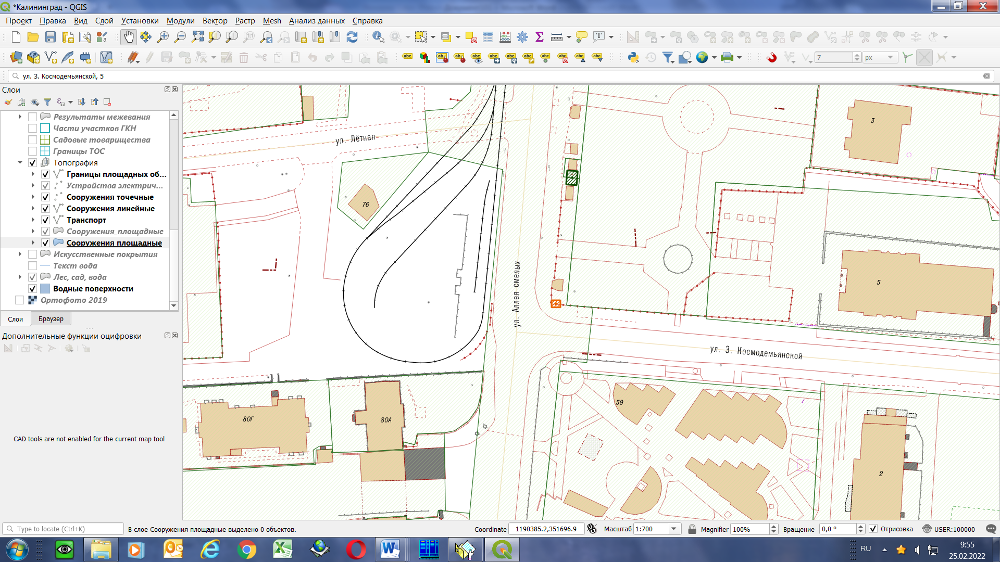 *Калининград - QGIS
Проект Правка Вид Слой Установки Модули Вектор Растр Mesh Анализ данных Справка
7 px
ул. З. Космодемьянской, 5
Слои
Результаты межевания
Части участков ГКН
Садовые товарищества
Границы ТОС
Топография
Границы площадных об...
Устройства электрич...
Сооружения точечные
Сооружения линейные
Транспорт
Сооружения_площадные
Сооружения площадные
Искусственные покрытия
Текст вода
Лес, сад, вода
Водные поверхности
Ортофото 2019
Слои Браузер
Дополнительные функции оцифровки
CAD tools are not enabled for the current map tool
ул. Лётная
3
76
5
ул. Аллея смелых
ул. З. Космодемьянской
59
80Г
80А
2
Type to locate (Ctrl+K) В слое Сооружения площадные выделено 0 объектов. Coordinate 1190385.2,351696.9 Масштаб 1:700 Magnifier 100% Вращение 0,0 ° Отрисовка USER:100000
RU
9:55
25.02.2022